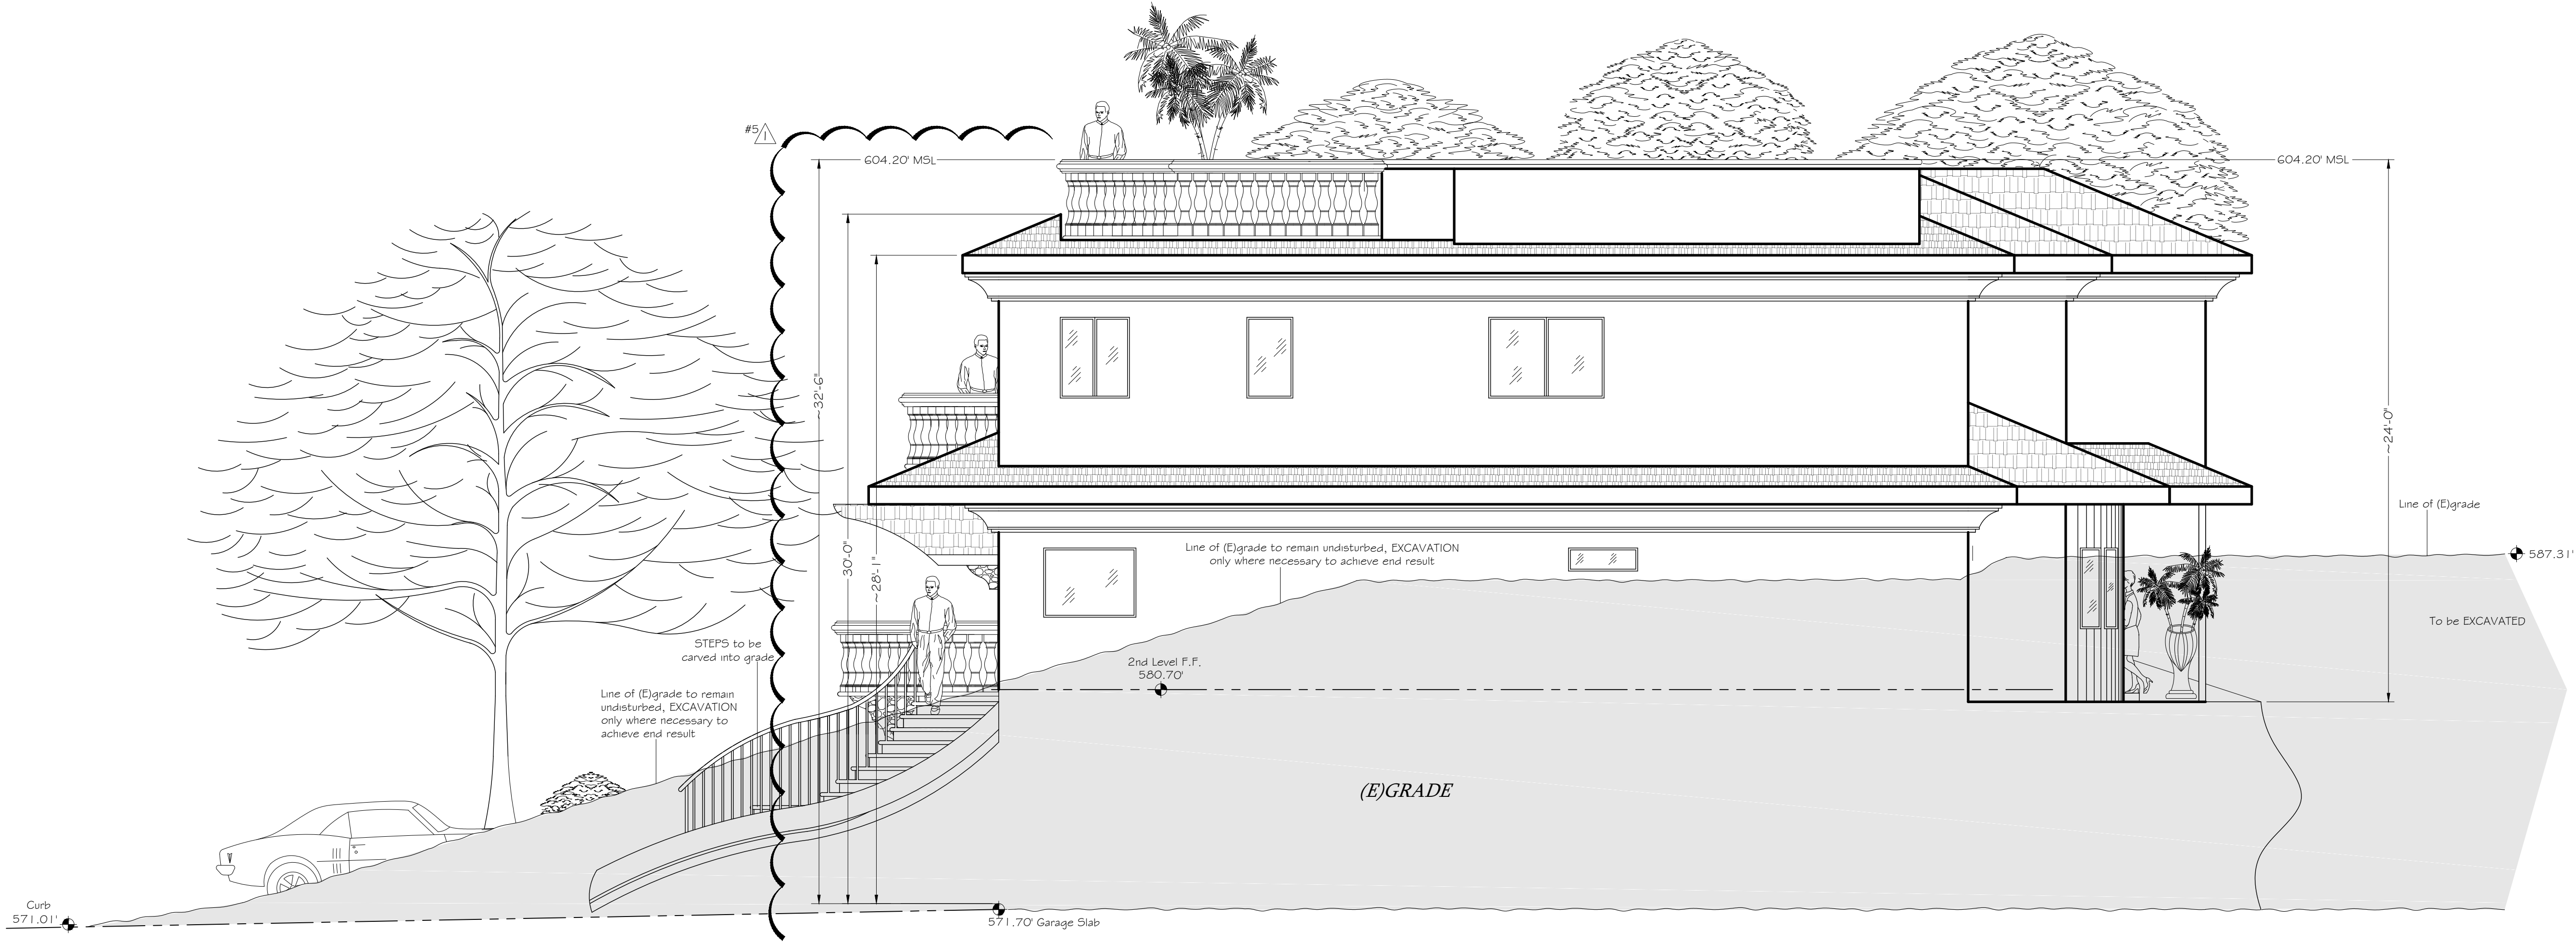 #5
1
604.20' MSL
604.20' MSL
~32'-6"
30'-0"
~28'-1"
~24'-0"
Line of (E)grade
587.31'
To be EXCAVATED
Line of (E)grade to remain undisturbed, EXCAVATION
only where necessary to achieve end result
STEPS to be
carved into grade
2nd Level F.F.
580.70'
Line of (E)grade to remain
undisturbed, EXCAVATION
only where necessary to
achieve end result
(E)GRADE
Curb
571.01'
571.70' Garage Slab